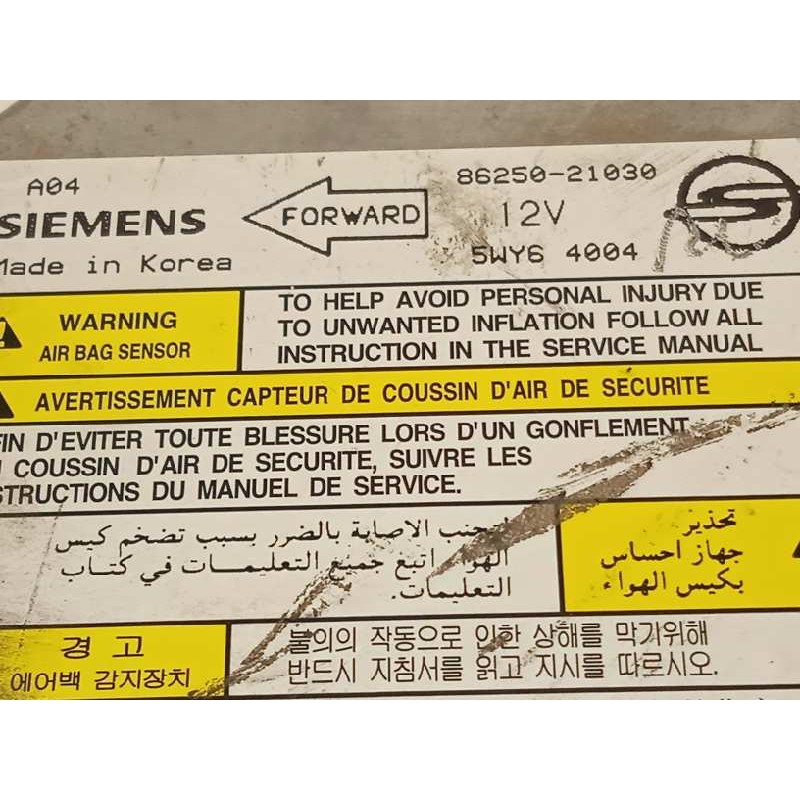 A04
86250-21030
SIEMENS
FORWARD
12V
Made in Korea
5WY6 4004
WARNING
AIR BAG SENSOR
TO HELP AVOID PERSONAL INJURY DUE
TO UNWANTED INFLATION FOLLOW ALL
INSTRUCTION IN THE SERVICE MANUAL
AVERTISSEMENT CAPTEUR DE COUSSIN D'AIR DE SECURITE
FIN D'EVITER TOUTE BLESSURE LORS D'UN GONFLEMENT
COUSSIN D'AIR DE SECURITE, SUIVRE LES
STRUCTIONS DU MANUEL DE SERVICE.
تحذير
جهاز احساس
بكيس الهواء
لتجنب الاصابة بالضرر بسبب تضخم كيس
الهواء اتبع جميع التعليمات في كتاب
التعليمات.
경 고
에어백 감지장치
불의의 작동으로 인한 상해를 막기위해
반드시 지침서를 읽고 지시를 따르시오.